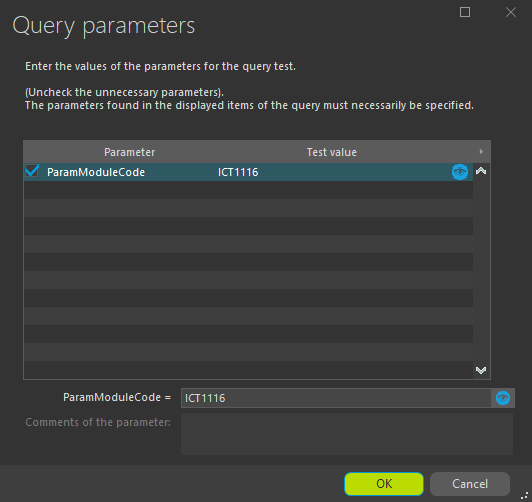 Query parameters
Enter the values of the parameters for the query test.
(Uncheck the unnecessary parameters).
The parameters found in the displayed items of the query must necessarily be specified.
Parameter Test value
ParamModuleCode ICT1116
ParamModuleCode = ICT1116
Comments of the parameter:
OK Cancel